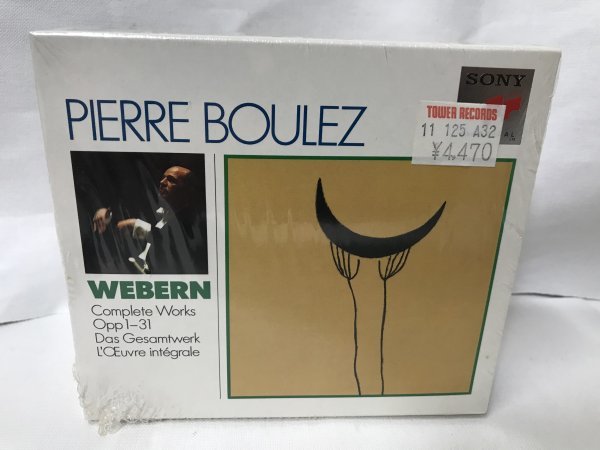 PIERRE BOULEZ
SONY
TOWER RECORDS
11 125 A32
¥4,470
WEBERN
Complete Works
Opp 1–31
Das Gesamtwerk
L'Œuvre intégrale